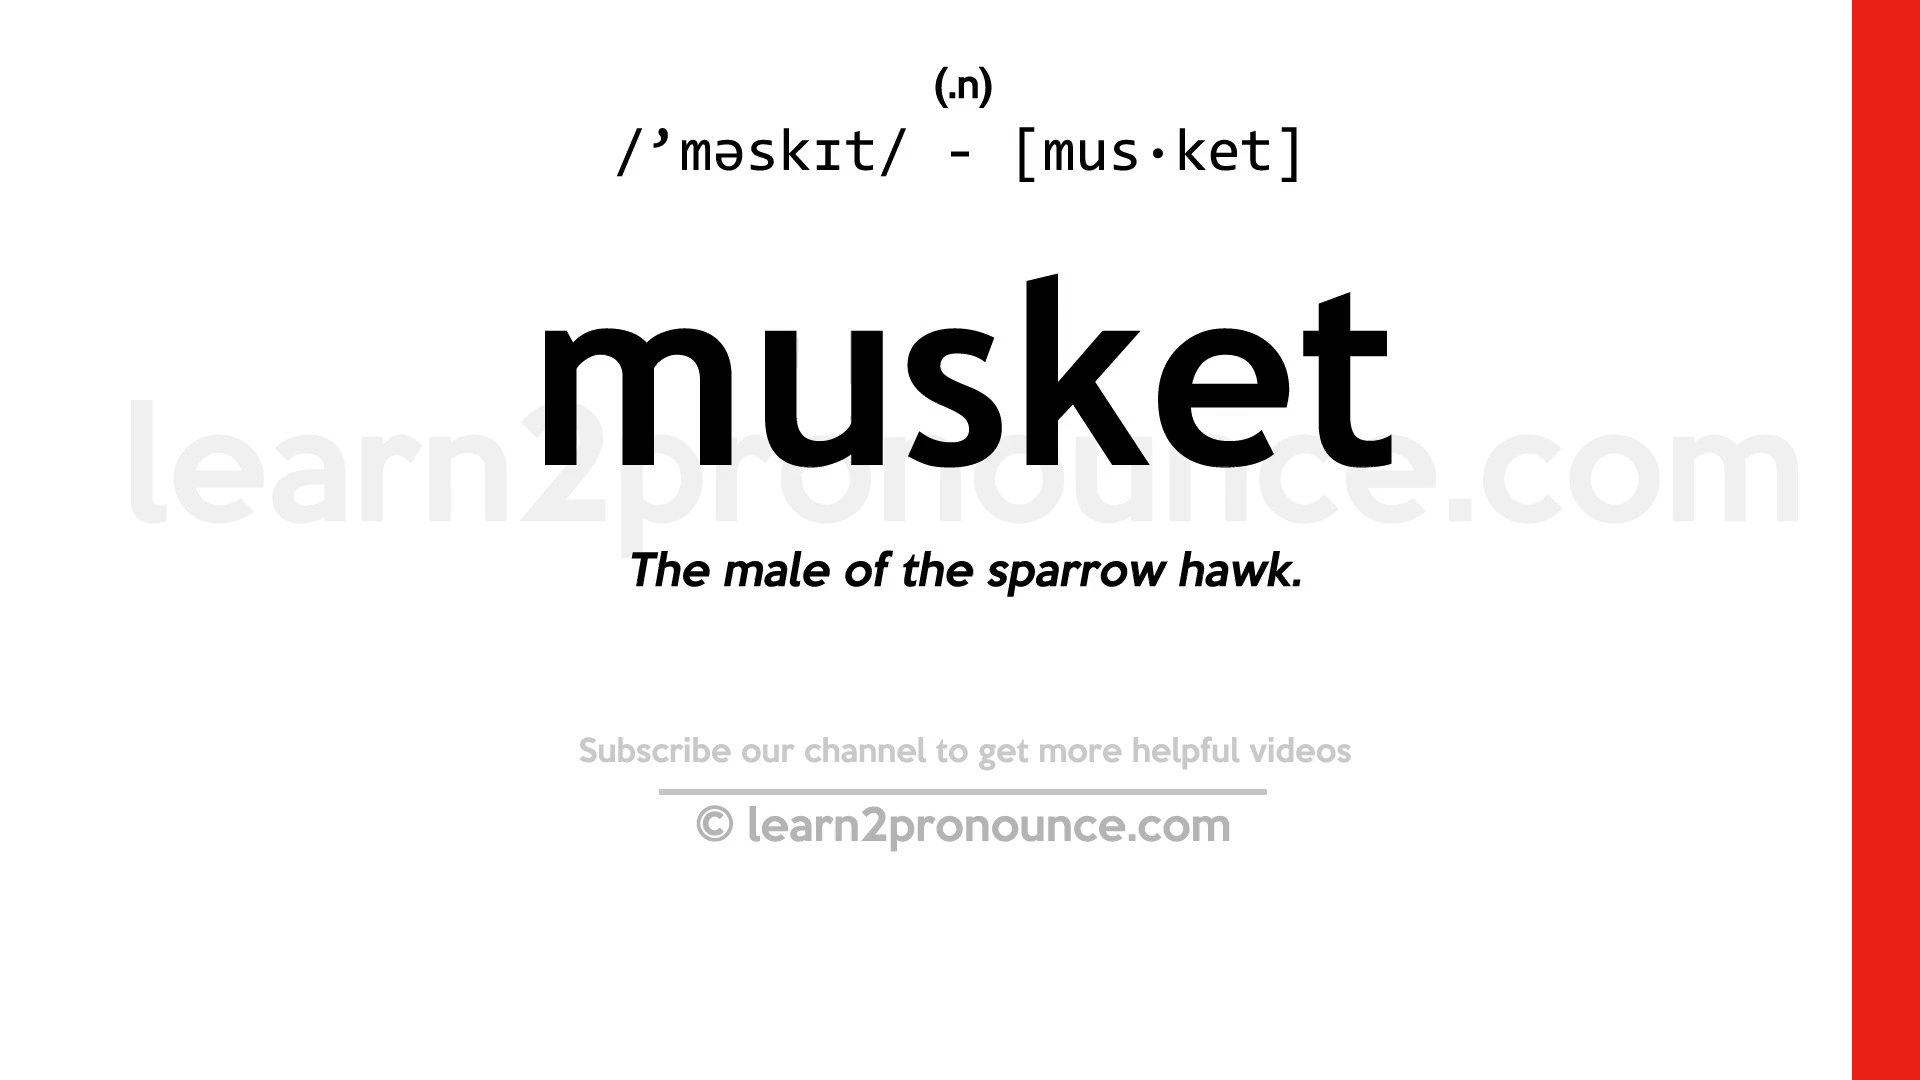 (.n)
/’məskɪt/ - [mus·ket]
musket
learn2pronounce.com
The male of the sparrow hawk.
Subscribe our channel to get more helpful videos
© learn2pronounce.com